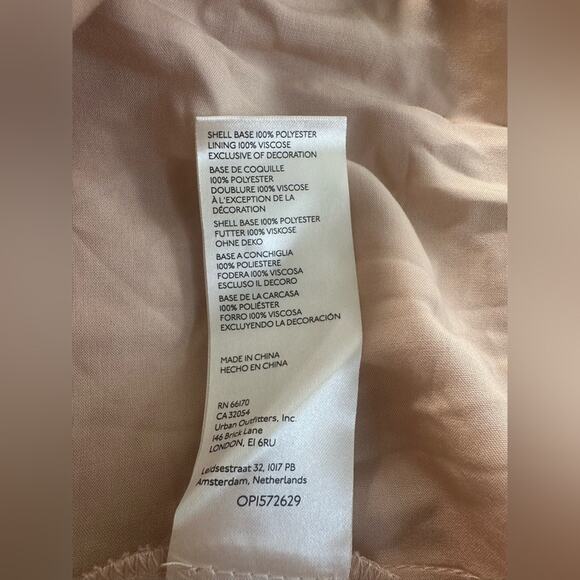 SHELL BASE 100% POLYESTER
LINING 100% VISCOSE
EXCLUSIVE OF DECORATION
BASE DE COQUILLE
100% POLYESTER
DOUBLURE 100% VISCOSE
À L'EXCEPTION DE LA
DÉCORATION
SHELL BASE 100% POLYESTER
FUTTER 100% VISKOSE
OHNE DEKO
BASE A CONCHIGLIA
100% POLIESTERE
FODERA 100% VISCOSA
ESCLUSO IL DECORO
BASE DE LA CARCASA
100% POLIÉSTER
FORRO 100% VISCOSA
EXCLUYENDO LA DECORACIÓN
MADE IN CHINA
HECHO EN CHINA
RN 66170
CA 32054
Urban Outfitters, Inc.
146 Brick Lane
LONDON, E1 6RU
Leidsestraat 32, 1017 PB
Amsterdam, Netherlands
OP1572629